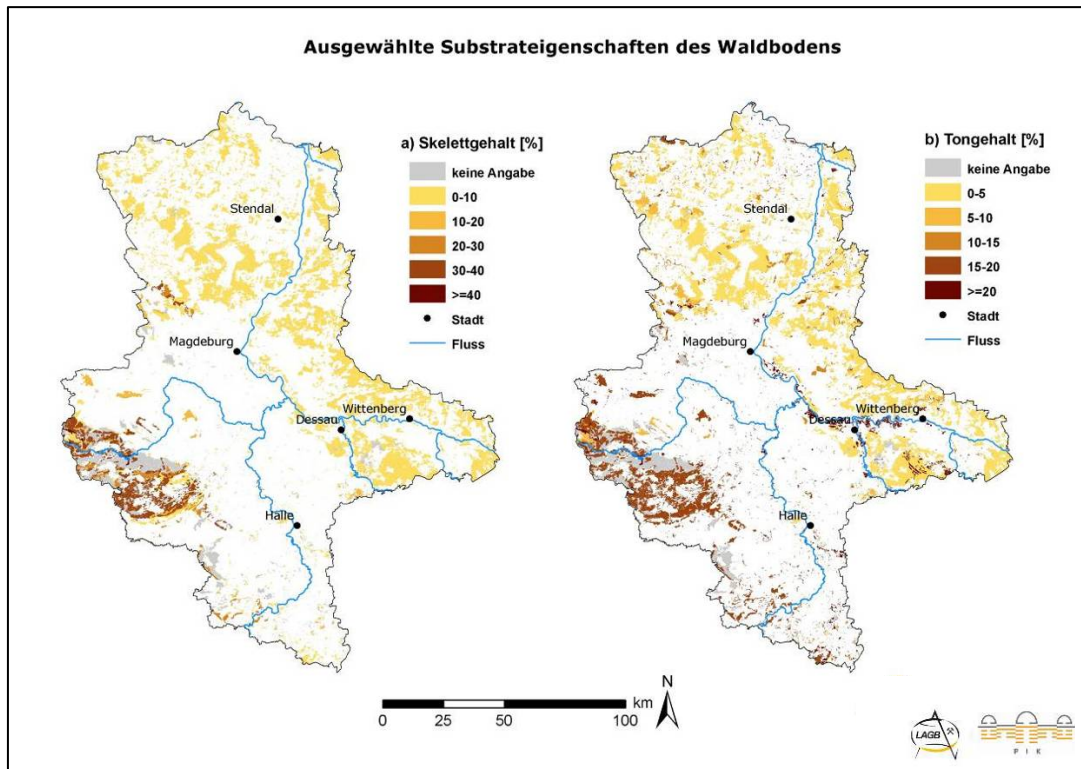 Ausgewählte Substrateigenschaften des Waldbodens
a) Skelettgehalt [%]
keine Angabe
0-10
10-20
20-30
30-40
>=40
Stadt
Fluss
Stendal
Magdeburg
Wittenberg
Dessau
Halle
b) Tongehalt [%]
keine Angabe
0-5
5-10
10-15
15-20
>=20
Stadt
Fluss
Stendal
Magdeburg
Wittenberg
Dessau
Halle
N
km
0 25 50 100
LAGB
PIK